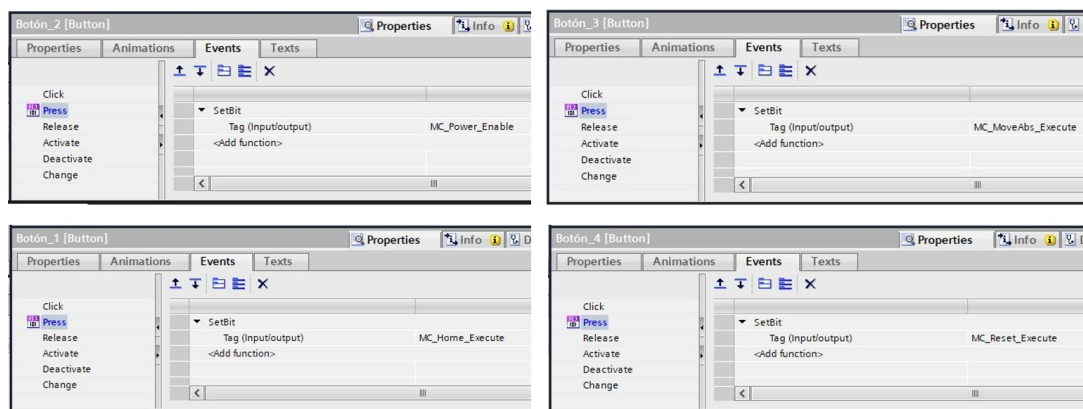 Botón_2 [Button]
Properties Info
Properties Animations Events Texts
Click
Press
Release
Activate
Deactivate
Change
SetBit
Tag (Input/output) MC_Power_Enable
<Add function>
Botón_3 [Button]
Properties Info
Properties Animations Events Texts
Click
Press
Release
Activate
Deactivate
Change
SetBit
Tag (Input/output) MC_MoveAbs_Execute
<Add function>
Botón_1 [Button]
Properties Info D
Properties Animations Events Texts
Click
Press
Release
Activate
Deactivate
Change
SetBit
Tag (Input/output) MC_Home_Execute
<Add function>
Botón_4 [Button]
Properties Info
Properties Animations Events Texts
Click
Press
Release
Activate
Deactivate
Change
SetBit
Tag (Input/output) MC_Reset_Execute
<Add function>